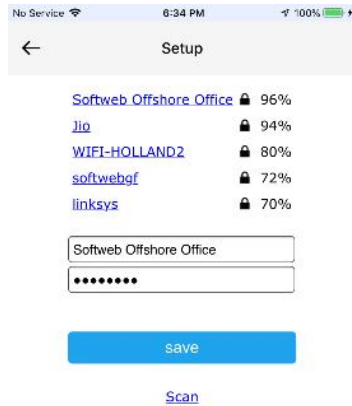 No Service 6:34 PM 100%
Setup
Softweb Offshore Office 96%
Jio 94%
WIFI-HOLLAND2 80%
softwebgf 72%
linksys 70%
Softweb Offshore Office
••••••••
save
Scan